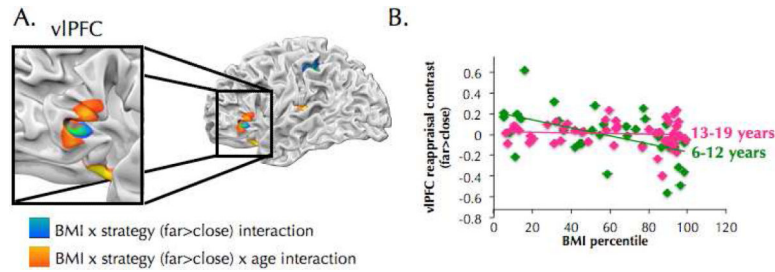 A.
vlPFC
BMI x strategy (far>close) interaction
BMI x strategy (far>close) x age interaction
B.
vlPFC reappraisal contrast
(far>close)
0.6
0.4
0.2
0
-0.2
-0.4
-0.6
-0.8
0 20 40 60 80 100 120
BMI percentile
13-19 years
6-12 years